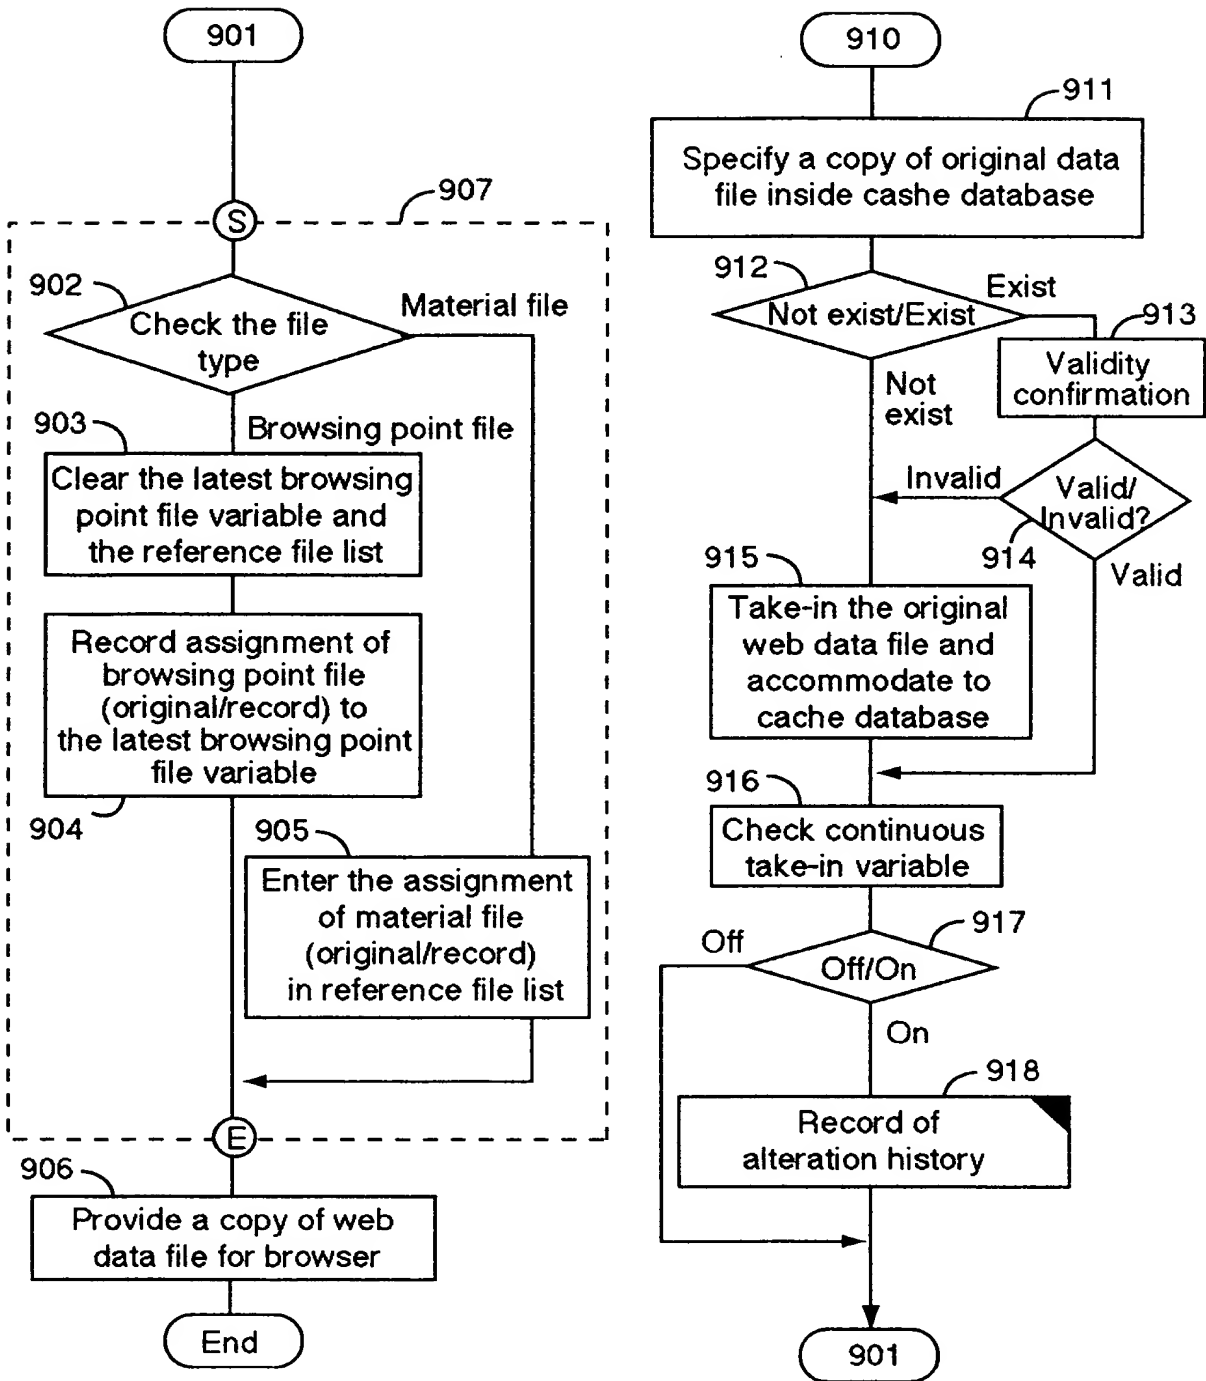 901
907
S
902
Material file
Check the file
type
903
Browsing point file
Clear the latest browsing
point file variable and
the reference file list
Record assignment of
browsing point file
(original/record) to
the latest browsing point
file variable
904
905
Enter the assignment
of material file
(original/record)
in reference file list
E
906
Provide a copy of web
data file for browser
End
910
911
Specify a copy of original data
file inside cashe database
912
Exist
Not exist/Exist
913
Validity
confirmation
Not
exist
Invalid
Valid/
Invalid?
914
Valid
915
Take-in the original
web data file and
accommodate to
cache database
916
Check continuous
take-in variable
917
Off
Off/On
On
918
Record of
alteration history
901